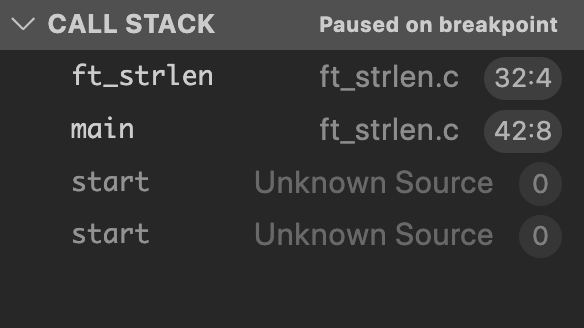 CALL STACK Paused on breakpoint
ft_strlen ft_strlen.c 32:4
main ft_strlen.c 42:8
start Unknown Source 0
start Unknown Source 0